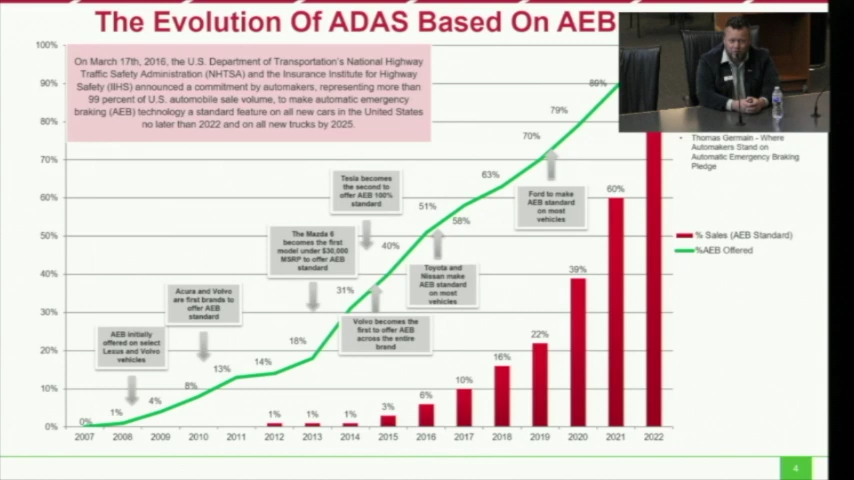 The Evolution Of ADAS Based On AEB
On March 17th, 2016, the U.S. Department of Transportation's National Highway
Traffic Safety Administration (NHTSA) and the Insurance Institute for Highway
Safety (IIHS) announced a commitment by automakers, representing more than
99 percent of U.S. automobile sale volume, to make automatic emergency
braking (AEB) technology a standard feature on all new cars in the United States
no later than 2022 and on all new trucks by 2025.
100%
90%
80%
70%
60%
50%
40%
30%
20%
10%
0%
AEB initially
offered on select
Lexus and Volvo
vehicles
Acura and Volvo
are first brands to
offer AEB
standard
The Mazda 6
becomes the first
model under $30,000
MSRP to offer AEB
standard
Tesla becomes
the second to
offer AEB 100%
standard
Volvo becomes the
first to offer AEB
across the entire
brand
Toyota and
Nissan make
AEB standard
on most
vehicles
Ford to make
AEB standard
on most
vehicles
0%
1%
4%
8%
13%
14%
18%
31%
40%
51%
58%
63%
70%
79%
89%
1%
1%
1%
3%
6%
10%
16%
22%
39%
60%
2007 2008 2009 2010 2011 2012 2013 2014 2015 2016 2017 2018 2019 2020 2021 2022
• Thomas Germain - Where
Automakers Stand on
Automatic Emergency Braking
Pledge
% Sales (AEB Standard)
%AEB Offered
4